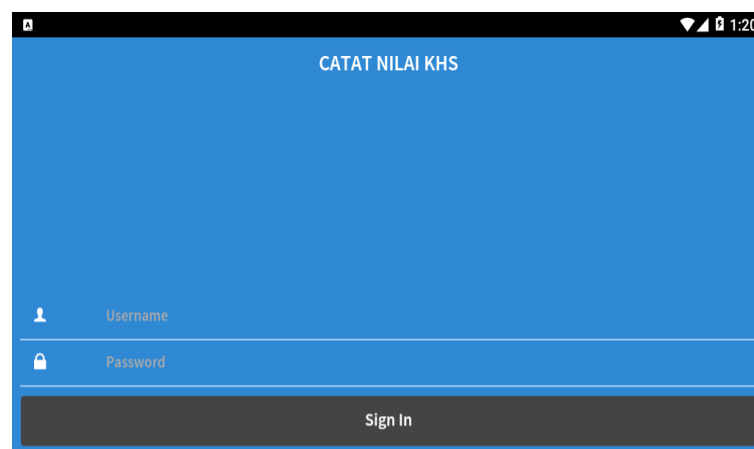 1:20
CATAT NILAI KHS
Username
Password
Sign In